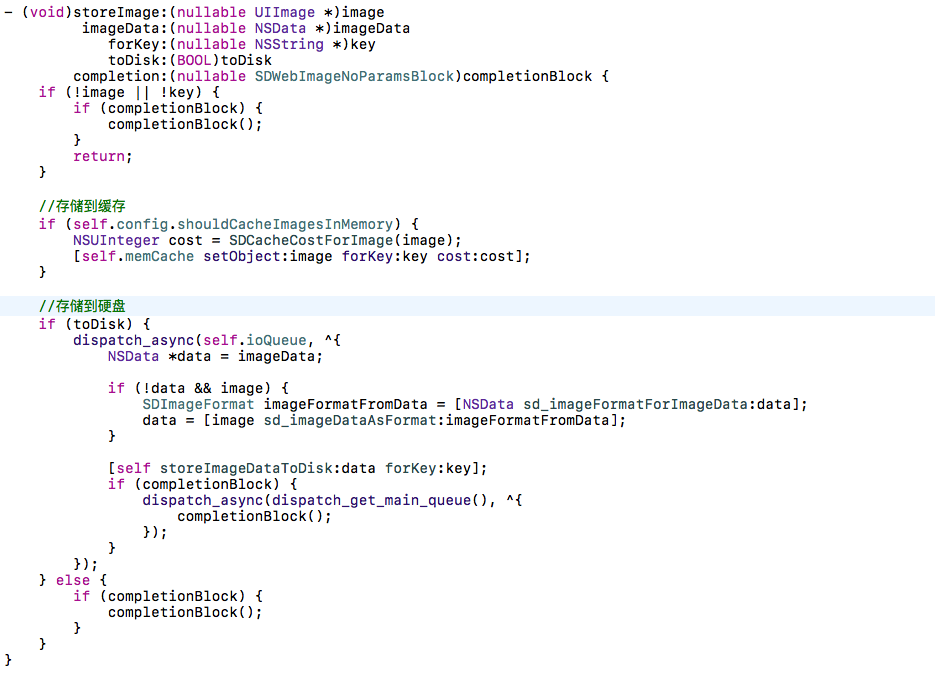 - (void)storeImage:(nullable UIImage *)image
         imageData:(nullable NSData *)imageData
            forKey:(nullable NSString *)key
            toDisk:(BOOL)toDisk
        completion:(nullable SDWebImageNoParamsBlock)completionBlock {
    if (!image || !key) {
        if (completionBlock) {
            completionBlock();
        }
        return;
    }

    //存储到缓存
    if (self.config.shouldCacheImagesInMemory) {
        NSUInteger cost = SDCacheCostForImage(image);
        [self.memCache setObject:image forKey:key cost:cost];
    }

    //存储到硬盘
    if (toDisk) {
        dispatch_async(self.ioQueue, ^{
            NSData *data = imageData;

            if (!data && image) {
                SDImageFormat imageFormatFromData = [NSData sd_imageFormatForImageData:data];
                data = [image sd_imageDataAsFormat:imageFormatFromData];
            }

            [self storeImageDataToDisk:data forKey:key];
            if (completionBlock) {
                dispatch_async(dispatch_get_main_queue(), ^{
                    completionBlock();
                });
            }
        });
    } else {
        if (completionBlock) {
            completionBlock();
        }
    }
}